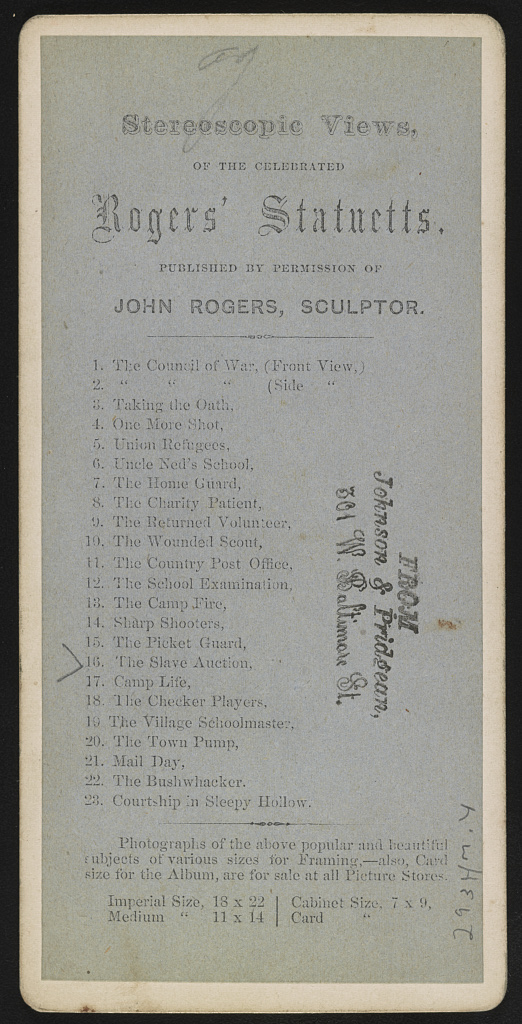 Stereoscopic Views,
OF THE CELEBRATED
Rogers' Statuetts.
PUBLISHED BY PERMISSION OF
JOHN ROGERS, SCULPTOR.
1. The Council of War, (Front View,)
2. “ “ “ (Side “
3. Taking the Oath,
4. One More Shot,
5. Union Refugees,
6. Uncle Ned's School,
7. The Home Guard,
8. The Charity Patient,
9. The Returned Volunteer,
10. The Wounded Scout,
11. The Country Post Office,
12. The School Examination,
13. The Camp Fire,
14. Sharp Shooters,
15. The Picket Guard,
16. The Slave Auction,
17. Camp Life,
18. The Checker Players,
19 The Village Schoolmaster,
20. The Town Pump,
21. Mail Day,
22. The Bushwhacker.
23. Courtship in Sleepy Hollow.
Photographs of the above popular and beautiful
subjects of various sizes for Framing,—also, Card
size for the Album, are for sale at all Picture Stores.
Imperial Size, 18 x 22 | Cabinet Size, 7 x 9,
Medium “ 11 x 14 | Card “
FROM
Johnson & Pridgean,
301 W. Baltimore St.